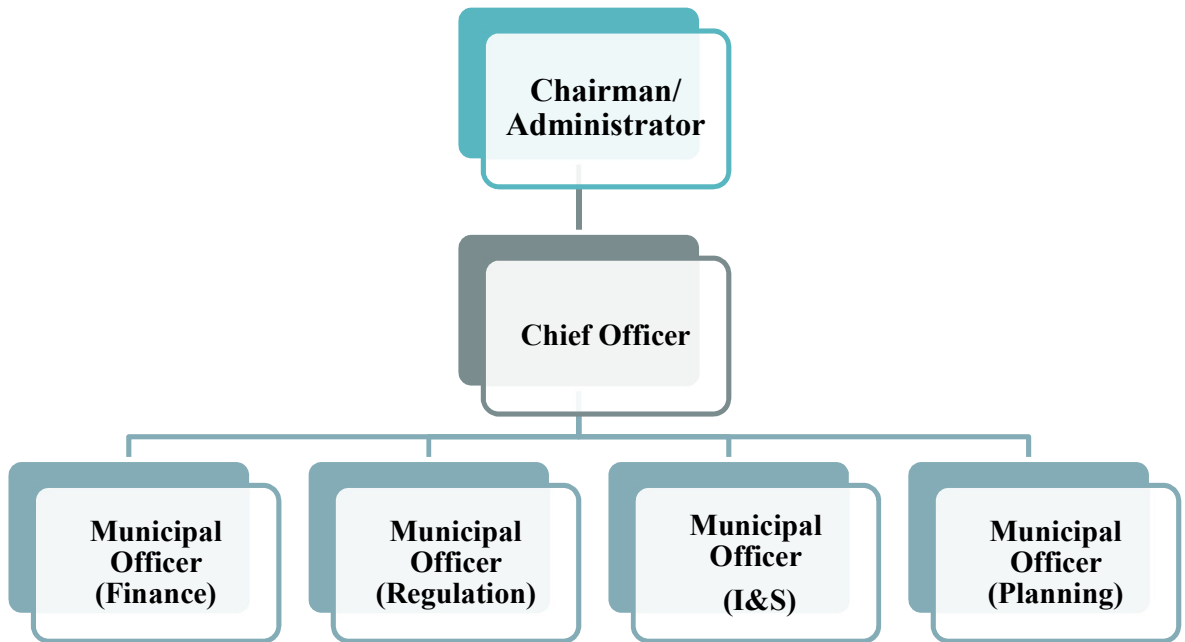 Chairman/
Administrator
Chief Officer
Municipal
Officer
(Finance)
Municipal
Officer
(Regulation)
Municipal
Officer
(I&S)
Municipal
Officer
(Planning)